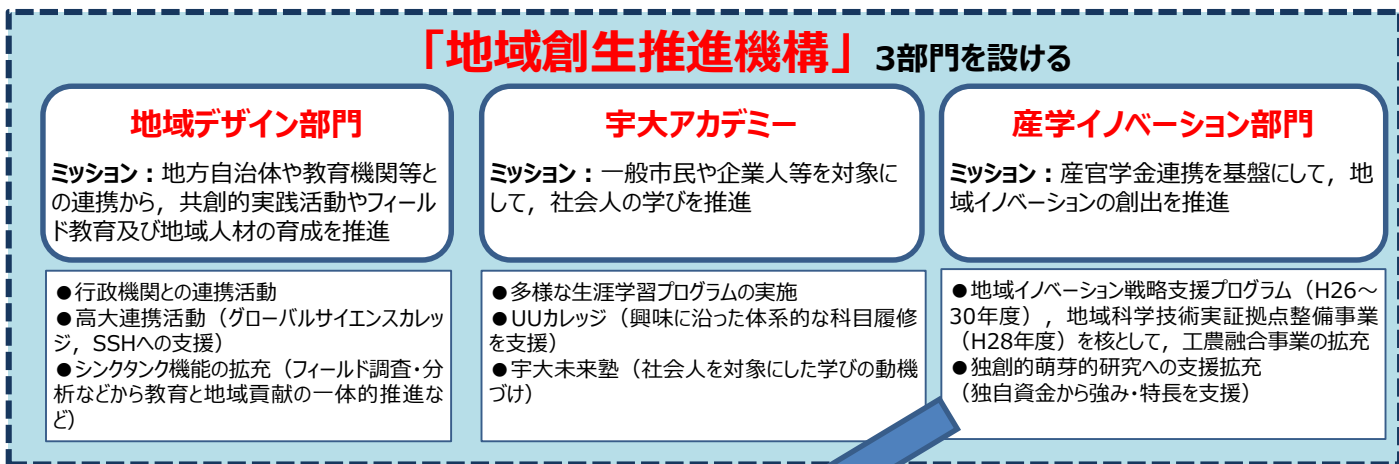 「地域創生推進機構」 3部門を設ける
地域デザイン部門
ミッション：地方自治体や教育機関等と
の連携から，共創的実践活動やフィール
ド教育及び地域人材の育成を推進
●行政機関との連携活動
●高大連携活動（グローバルサイエンスカレッ
ジ，SSHへの支援）
●シンクタンク機能の拡充（フィールド調査・分
析などから教育と地域貢献の一体的推進な
ど）
宇大アカデミー
ミッション：一般市民や企業人等を対象に
して，社会人の学びを推進
●多様な生涯学習プログラムの実施
●UUカレッジ（興味に沿った体系的な科目履修
を支援）
●宇大未来塾（社会人を対象にした学びの動機
づけ）
産学イノベーション部門
ミッション：産官学金連携を基盤にして，地
域イノベーションの創出を推進
●地域イノベーション戦略支援プログラム（H26～
30年度），地域科学技術実証拠点整備事業
（H28年度）を核として，工農融合事業の拡充
●独創的萌芽的研究への支援拡充
（独自資金から強み・特長を支援）